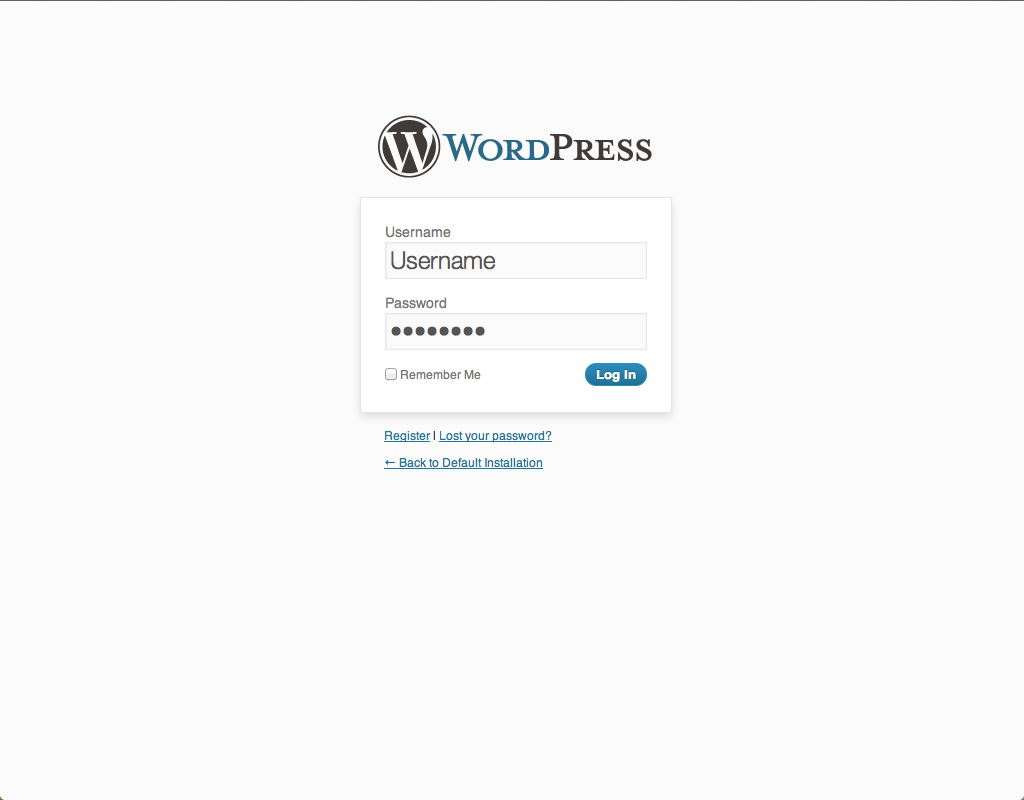 WordPress
Username
Username
Password
••••••••
Remember Me
Log In
Register | Lost your password?
← Back to Default Installation